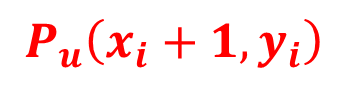 P_u(x_i + 1, y_i)